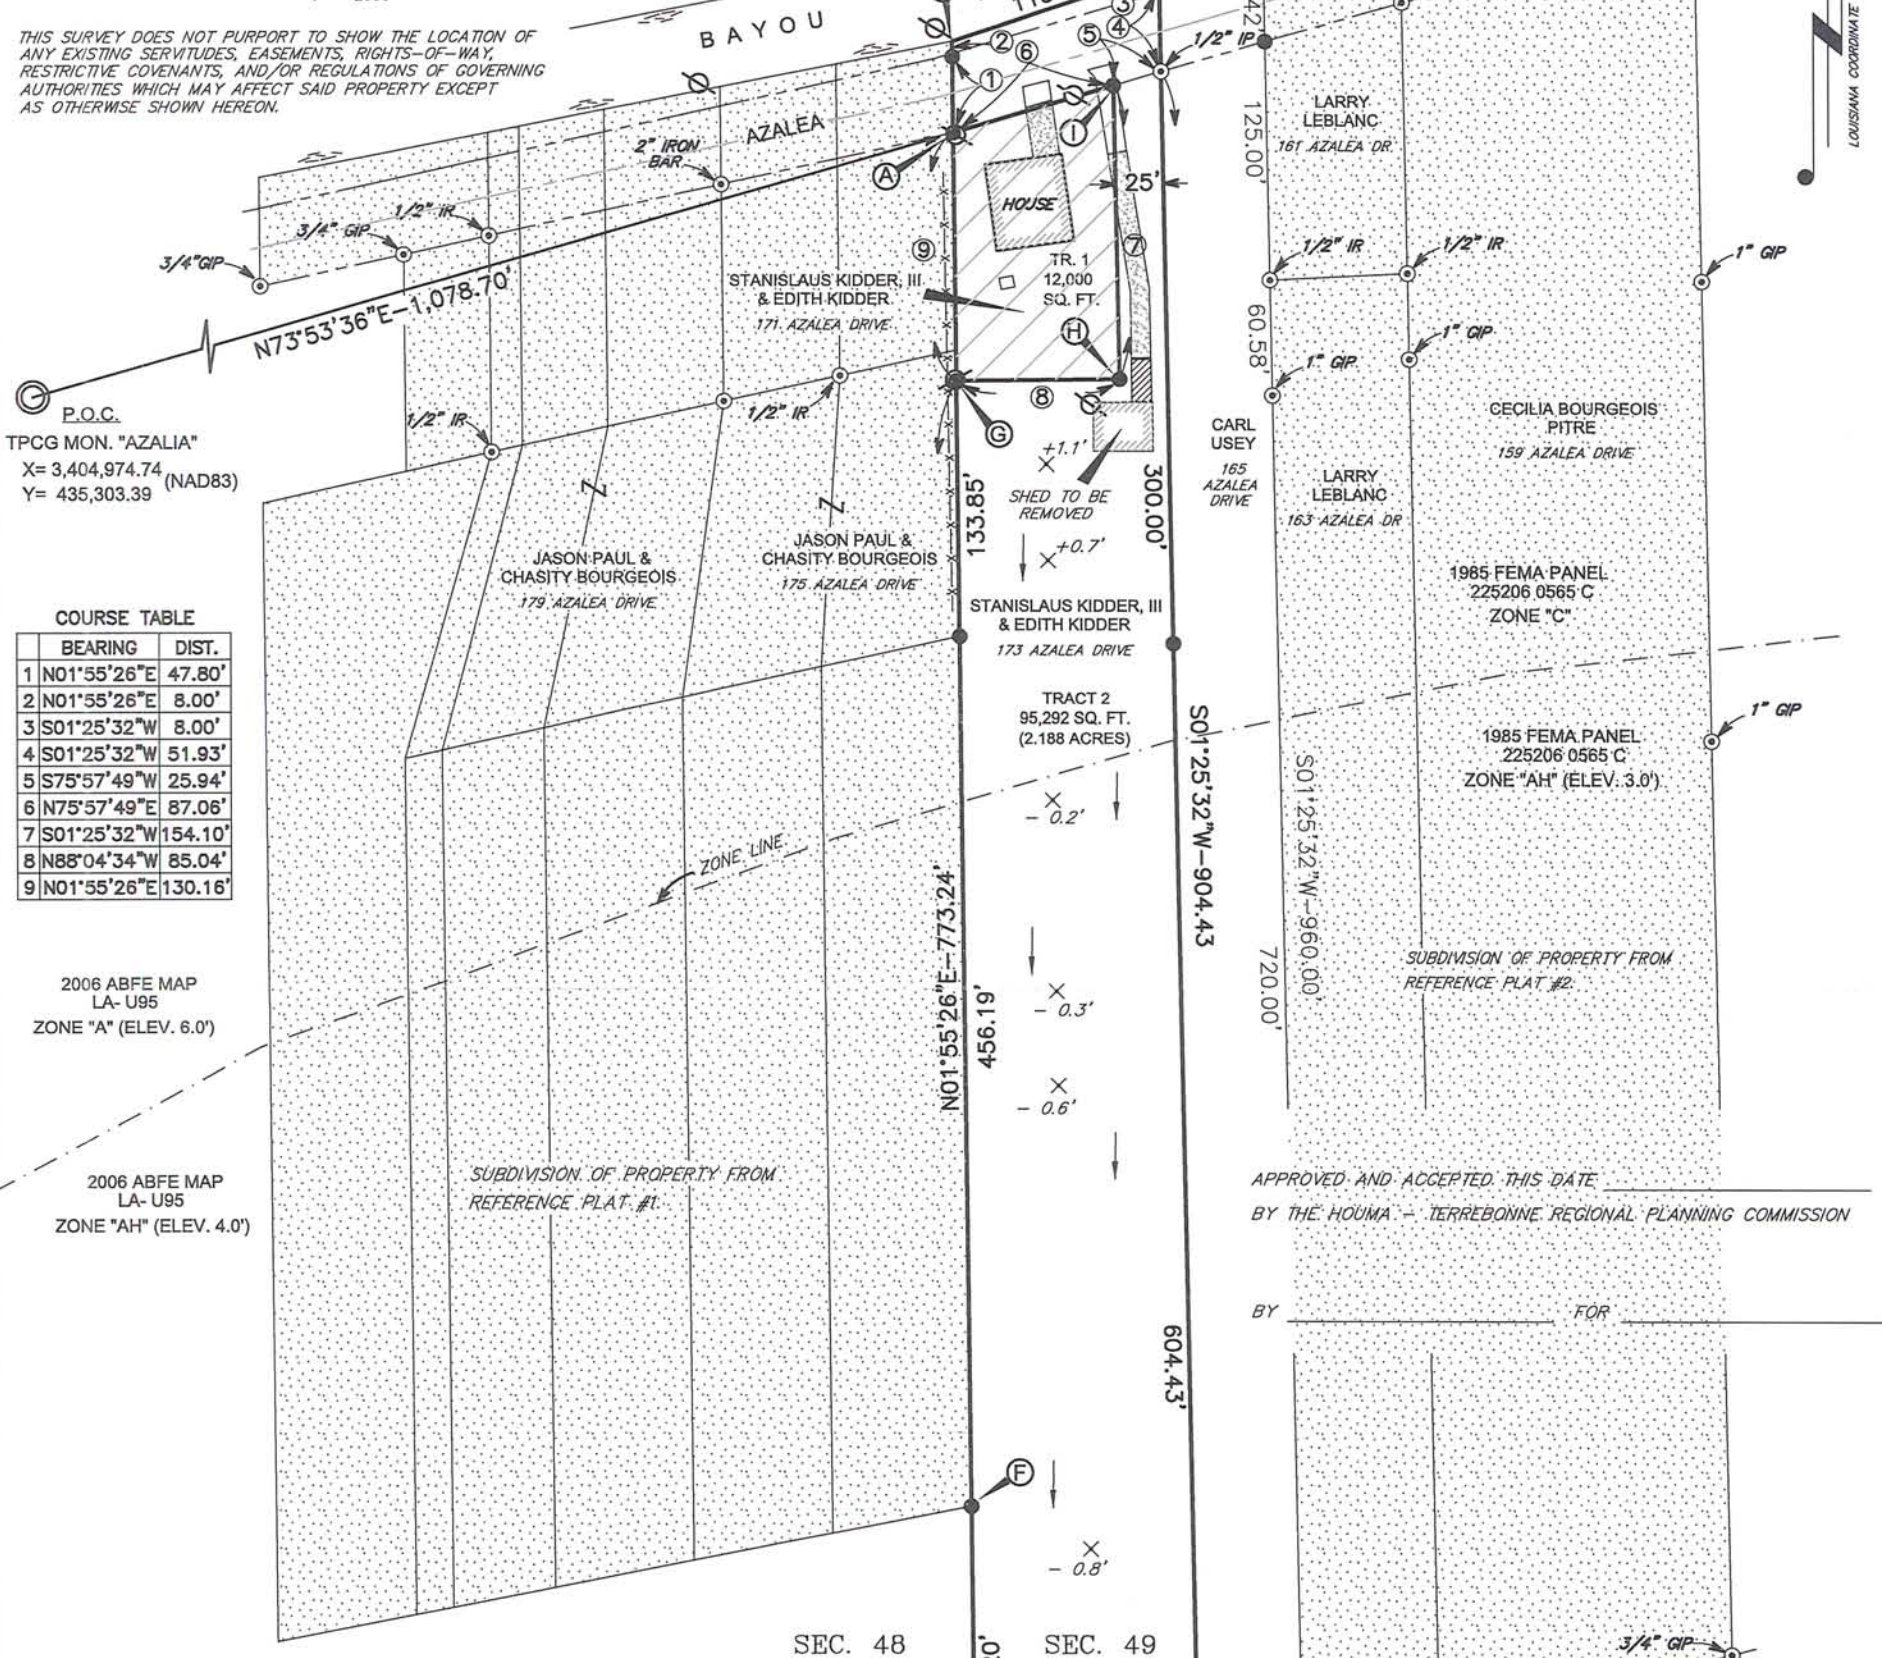 THIS SURVEY DOES NOT PURPORT TO SHOW THE LOCATION OF
ANY EXISTING SERVITUDES, EASEMENTS, RIGHTS-OF-WAY,
RESTRICTIVE COVENANTS, AND/OR REGULATIONS OF GOVERNING
AUTHORITIES WHICH MAY AFFECT SAID PROPERTY EXCEPT
AS OTHERWISE SHOWN HEREON.
BAYOU
AZALEA
2" IRON
BAR
1/2" IR
3/4" GIP
3/4"GIP
N73°53'36"E-1,078.70'
P.O.C.
TPCG MON. "AZALIA"
X= 3,404,974.74
Y= 435,303.39
(NAD83)
A
1
2
3
4
5
6
1/2" IP
I
25'
HOUSE
7
9
TR. 1
12,000
SQ. FT.
STANISLAUS KIDDER, III
& EDITH KIDDER
171 AZALEA DRIVE
H
8
G
1/2" IR
1/2" IR
LARRY
LEBLANC
161 AZALEA DR.
125.00'
1/2" IR
1/2" IR
1" GIP
60.58'
1" GIP
1" GIP
LOUISIANA COORDINATE
+1.1'
SHED TO BE
REMOVED
+0.7'
133.85'
300.00'
CARL
USEY
165
AZALEA
DRIVE
LARRY
LEBLANC
163 AZALEA DR
CECILIA BOURGEOIS
PITRE
159 AZALEA DRIVE
JASON PAUL &
CHASITY BOURGEOIS
179 AZALEA DRIVE
JASON PAUL &
CHASITY BOURGEOIS
175 AZALEA DRIVE
STANISLAUS KIDDER, III
& EDITH KIDDER
173 AZALEA DRIVE
1985 FEMA PANEL
225206 0565 C
ZONE "C"
COURSE TABLE
BEARING DIST.
1 N01°55'26"E 47.80'
2 N01°55'26"E 8.00'
3 S01°25'32"W 8.00'
4 S01°25'32"W 51.93'
5 S75°57'49"W 25.94'
6 N75°57'49"E 87.06'
7 S01°25'32"W 154.10'
8 N88°04'34"W 85.04'
9 N01°55'26"E 130.16'
TRACT 2
95,292 SQ. FT.
(2.188 ACRES)
1" GIP
1985 FEMA PANEL
225206 0565 C
ZONE "AH" (ELEV. 3.0')
- 0.2'
ZONE LINE
S01°25'32"W-904.43
S01°25'32"W-960.00'
720.00'
N01°55'26"E-773.24'
456.19'
- 0.3'
- 0.6'
SUBDIVISION OF PROPERTY FROM
REFERENCE PLAT #2
2006 ABFE MAP
LA- U95
ZONE "A" (ELEV. 6.0')
2006 ABFE MAP
LA- U95
ZONE "AH" (ELEV. 4.0')
SUBDIVISION OF PROPERTY FROM
REFERENCE PLAT #1
APPROVED AND ACCEPTED THIS DATE
BY THE HOUMA - TERREBONNE REGIONAL PLANNING COMMISSION
BY FOR
604.43'
F
- 0.8'
SEC. 48
SEC. 49
3/4" GIP